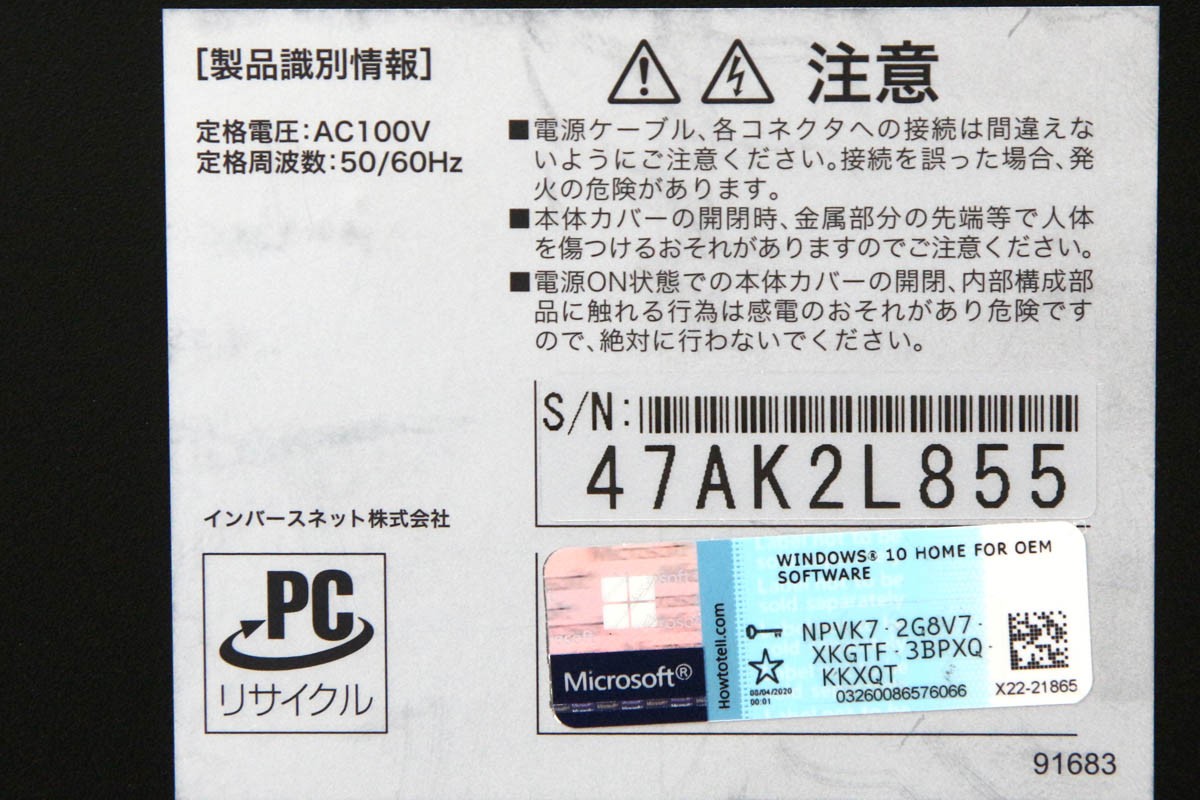 [製品識別情報]
定格電圧：AC100V
定格周波数：50/60Hz
注意
■電源ケーブル、各コネクタへの接続は間違えな
いようにご注意ください。接続を誤った場合、発
火の危険があります。
■本体カバーの開閉時、金属部分の先端等で人体
を傷つけるおそれがありますのでご注意ください。
■電源ON状態での本体カバーの開閉、内部構成部
品に触れる行為は感電のおそれがあり危険です
ので、絶対に行わないでください。
S/N:
47AK2L855
インバースネット株式会社
PC
リサイクル
WINDOWS® 10 HOME FOR OEM
SOFTWARE
Microsoft®
Howtotell.com
NPVK7-2G8V7-
XKGTF-3BPXQ-
KKXQT
08/04/2020
00:01
03260086576066
X22-21865
91683